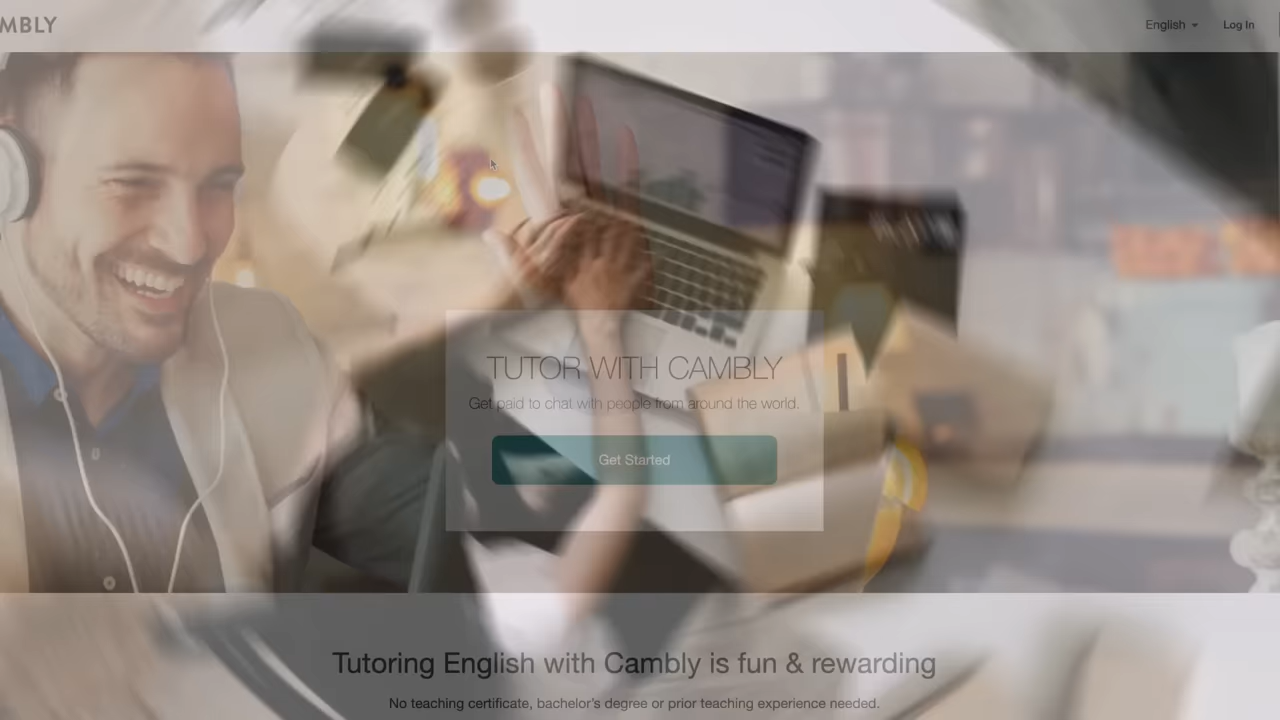 MBLY
English
Log In
TUTOR WITH CAMBLY
Get paid to chat with people from around the world.
Get Started
Tutoring English with Cambly is fun & rewarding
No teaching certificate, bachelor's degree or prior teaching experience needed.